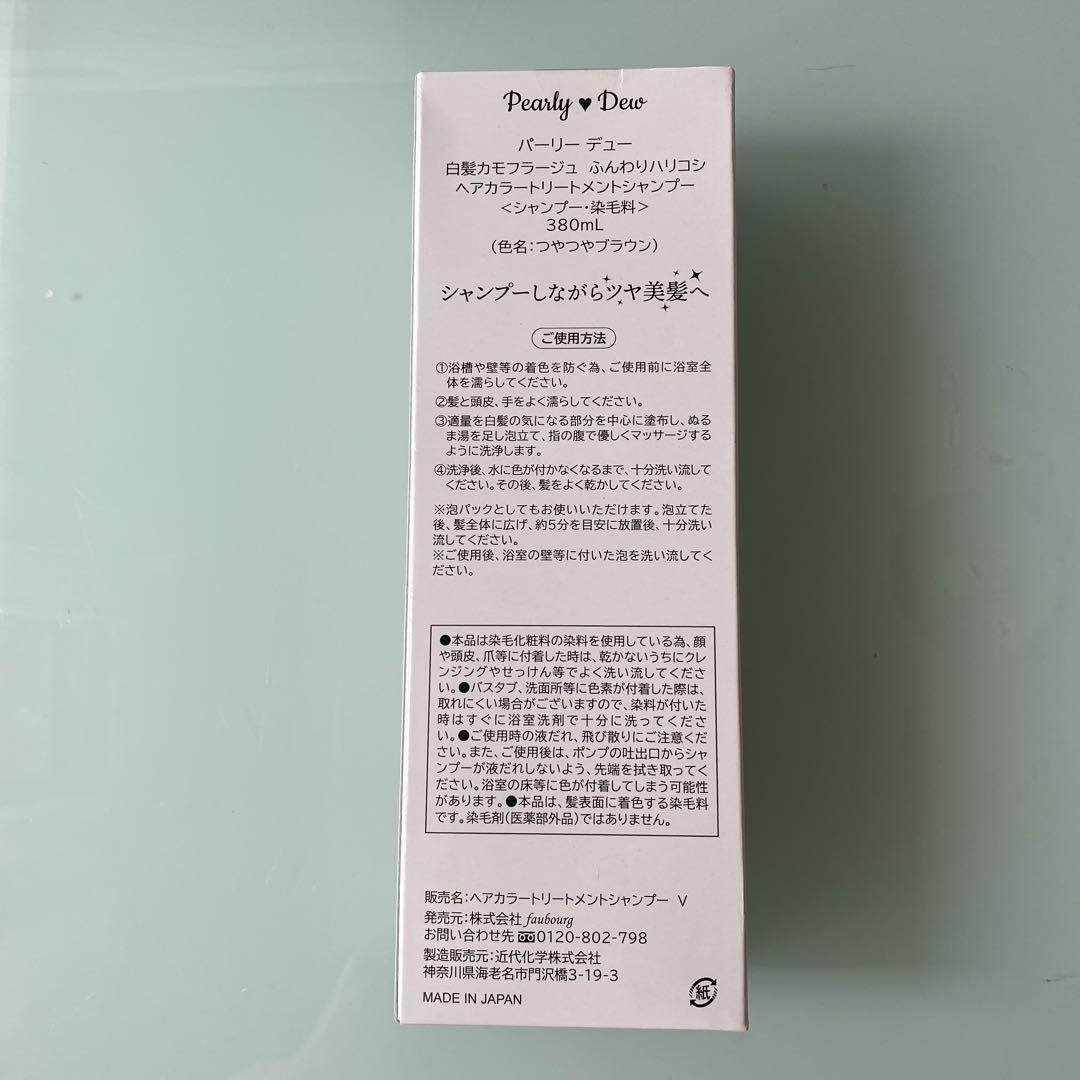 Pearly ♥ Dew
パーリー デュー
白髪カモフラージュ ふんわりハリコシ
ヘアカラートリートメントシャンプー
＜シャンプー・染毛料＞
380mL
（色名：つやつやブラウン）
シャンプーしながらツヤ美髪へ
ご使用方法
①浴槽や壁等の着色を防ぐ為、ご使用前に浴室全
体を濡らしてください。
②髪と頭皮、手をよく濡らしてください。
③適量を白髪の気になる部分を中心に塗布し、ぬる
ま湯を足し泡立て、指の腹で優しくマッサージする
ように洗浄します。
④洗浄後、水に色が付かなくなるまで、十分洗い流して
ください。その後、髪をよく乾かしてください。
※泡パックとしてもお使いいただけます。泡立てた
後、髪全体に広げ、約5分を目安に放置後、十分洗い
流してください。
※ご使用後、浴室の壁等に付いた泡を洗い流してく
ださい。
●本品は染毛化粧料の染料を使用している為、顔
や頭皮、爪等に付着した時は、乾かないうちにクレ
ンジングやせっけん等でよく洗い流してくださ
い。●バスタブ、洗面所等に色素が付着した際は、
取れにくい場合がございますので、染料が付いた
時はすぐに浴室洗剤で十分に洗ってくださ
い。●ご使用時の液だれ、飛び散りにご注意くだ
さい。また、ご使用後は、ポンプの吐出口からシャ
ンプーが液だれしないよう、先端を拭き取ってく
ださい。浴室の床等に色が付着してしまう可能性
があります。●本品は、髪表面に着色する染毛料
です。染毛剤（医薬部外品）ではありません。
販売名：ヘアカラートリートメントシャンプー V
発売元：株式会社 faubourg
お問い合わせ先 0120-802-798
製造販売元：近代化学株式会社
神奈川県海老名市門沢橋3-19-3
MADE IN JAPAN
紙